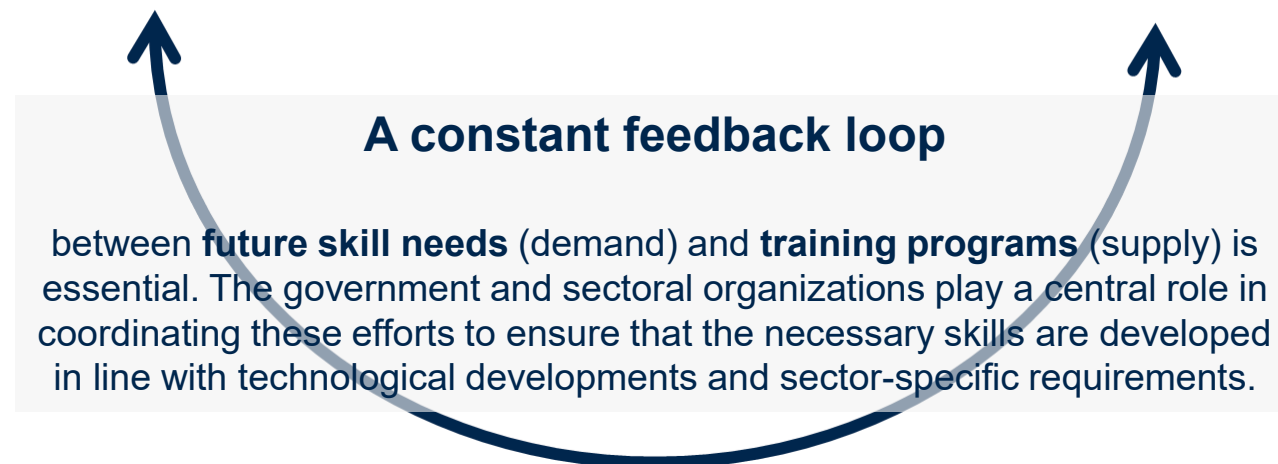 A constant feedback loop
between future skill needs (demand) and training programs (supply) is
essential. The government and sectoral organizations play a central role in
coordinating these efforts to ensure that the necessary skills are developed
in line with technological developments and sector-specific requirements.